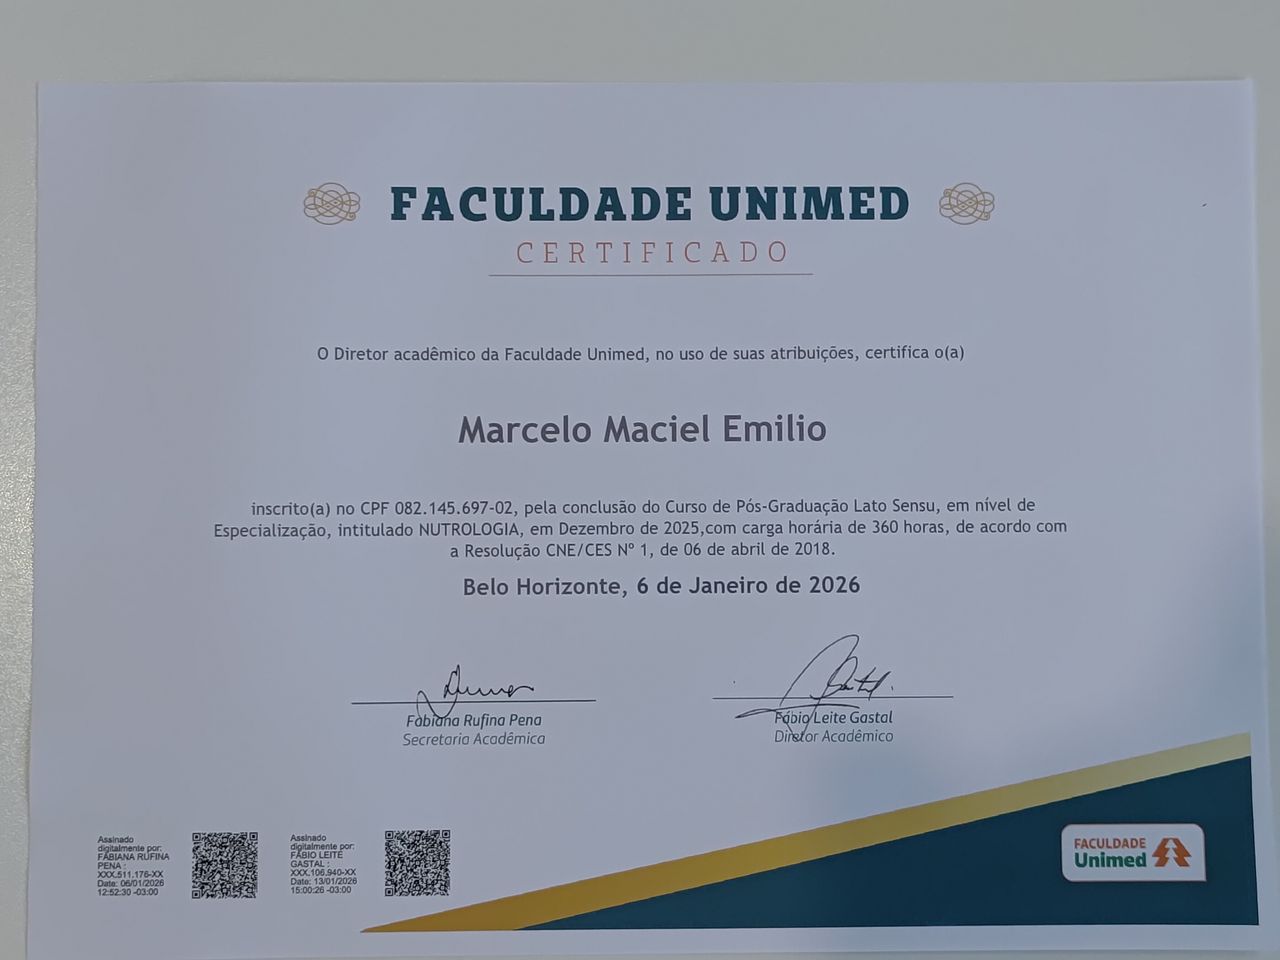 FACULDADE UNIMED
CERTIFICADO
O Diretor acadêmico da Faculdade Unimed, no uso de suas atribuições, certifica o(a)
Marcelo Maciel Emilio
inscrito(a) no CPF 082.145.697-02, pela conclusão do Curso de Pós-Graduação Lato Sensu, em nível de
Especialização, intitulado NUTROLOGIA, em Dezembro de 2025,com carga horária de 360 horas, de acordo com
a Resolução CNE/CES Nº 1, de 06 de abril de 2018.
Belo Horizonte, 6 de Janeiro de 2026
Fabiana Rufina Pena
Secretaria Acadêmica
Fábio Leite Gastal
Diretor Acadêmico
Assinado
digitalmente por:
FABIANA RUFINA
PENA :
XXX.511.176-XX
Date: 06/01/2026
12:52:30 -03:00
Assinado
digitalmente por:
FÁBIO LEITE
GASTAL :
XXX.106.940-XX
Date: 13/01/2026
15:00:26 -03:00
FACULDADE
Unimed